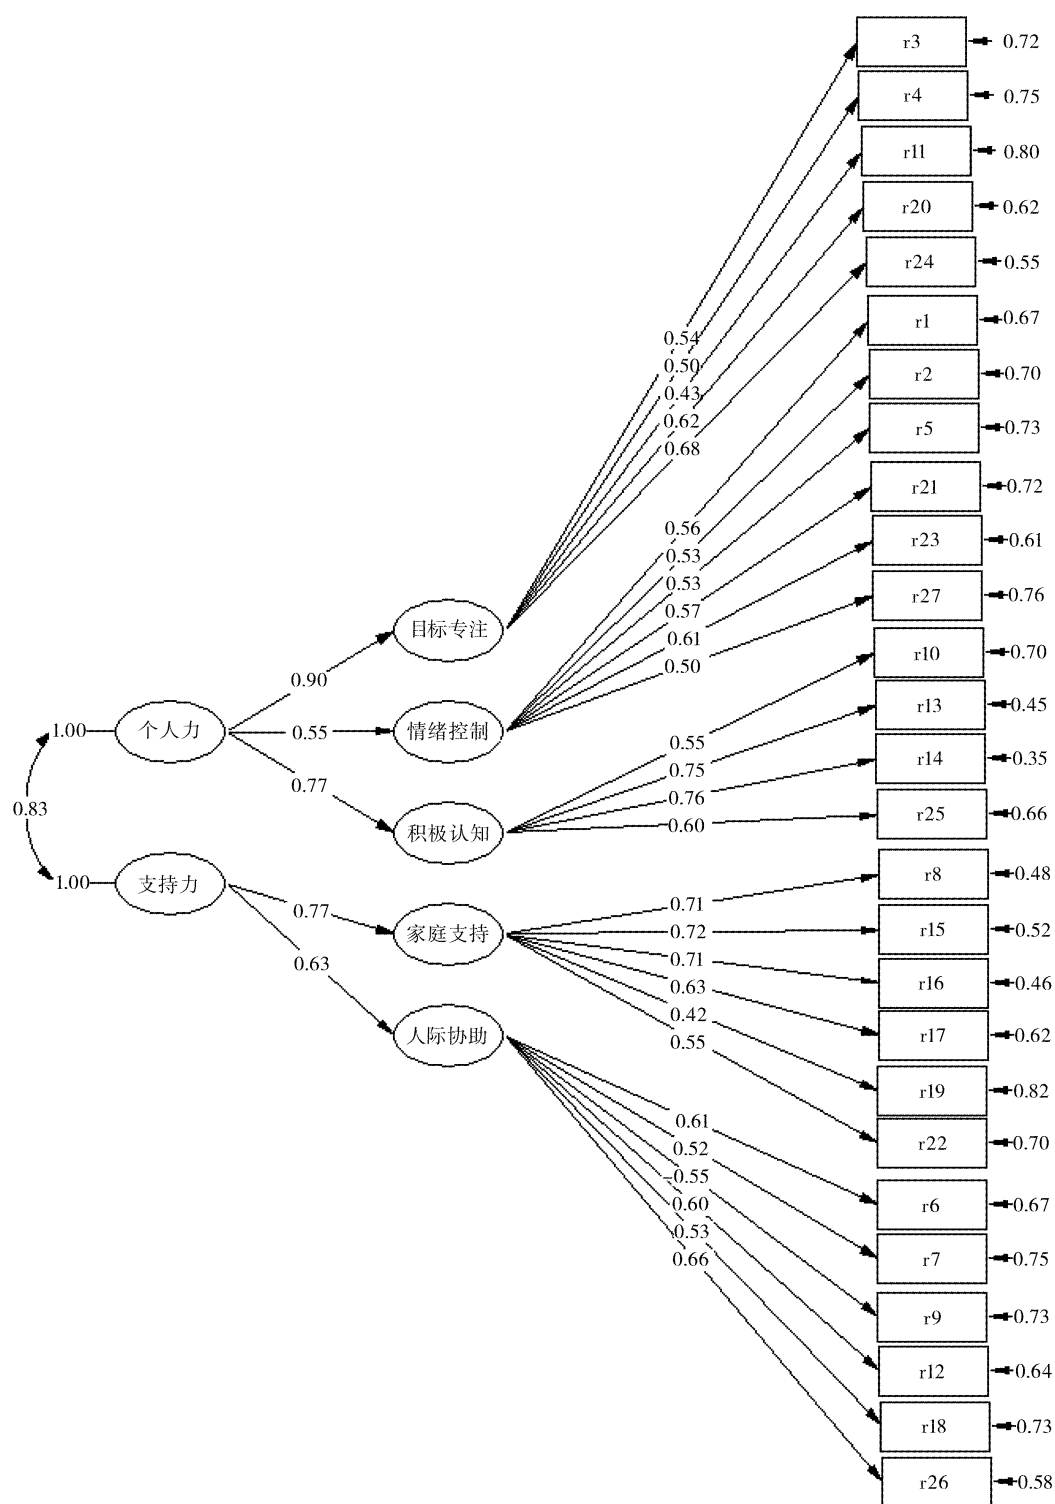 r3 0.72
r4 0.75
r11 0.80
r20 0.62
r24 0.55
r1 0.67
r2 0.70
r5 0.73
r21 0.72
r23 0.61
r27 0.76
r10 0.70
r13 0.45
r14 0.35
r25 0.66
r8 0.48
r15 0.52
r16 0.46
r17 0.62
r19 0.82
r22 0.70
r6 0.67
r7 0.75
r9 0.73
r12 0.64
r18 0.73
r26 0.58
0.54
0.50
0.43
0.62
0.68
0.56
0.53
0.53
0.57
0.61
0.50
0.55
0.75
0.76
0.60
0.71
0.72
0.71
0.63
0.42
0.55
0.61
0.52
-0.55
0.60
0.53
0.66
目标专注
情绪控制
积极认知
家庭支持
人际协助
0.90
0.55
0.77
0.77
0.63
1.00 个人力
0.83
1.00 支持力